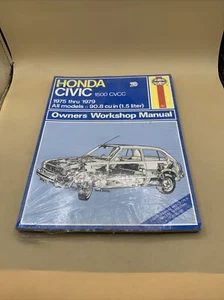 HONDA
CIVIC 1500 CVCC
1975 thru 1979
All models :: 90.8 cu in (1.5 liter)
Haynes
Owners Workshop Manual